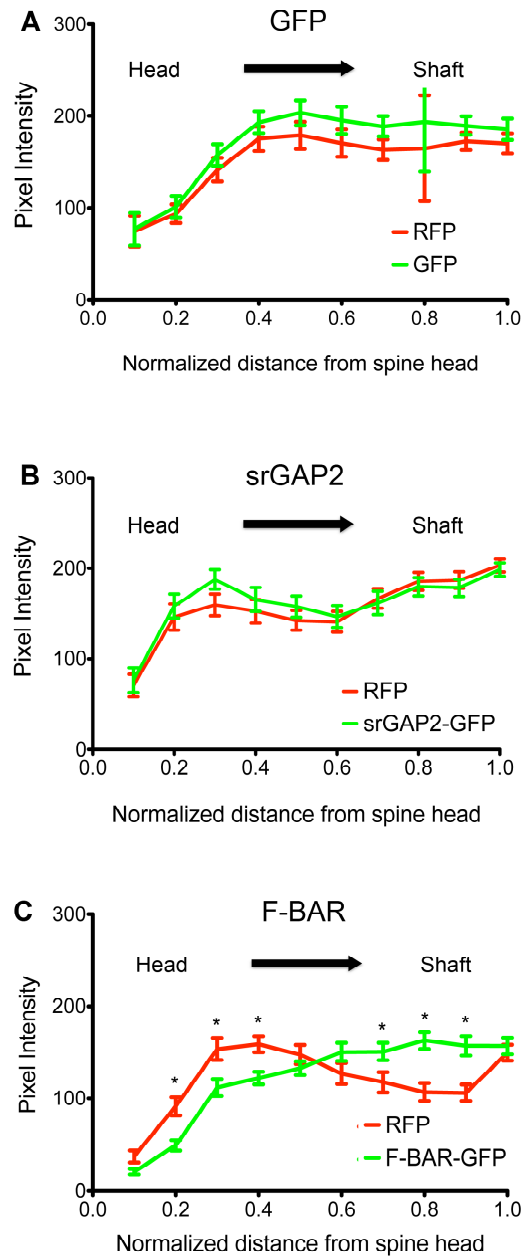 A
GFP
300
Head
Shaft
200
Pixel Intensity
100
RFP
GFP
0
0.0 0.2 0.4 0.6 0.8 1.0
Normalized distance from spine head
B
srGAP2
300
Head
Shaft
200
Pixel Intensity
100
RFP
srGAP2-GFP
0
0.0 0.2 0.4 0.6 0.8 1.0
Normalized distance from spine head
C
F-BAR
300
Head
Shaft
200
* * * * * *
Pixel Intensity
100
RFP
F-BAR-GFP
0
0.0 0.2 0.4 0.6 0.8 1.0
Normalized distance from spine head